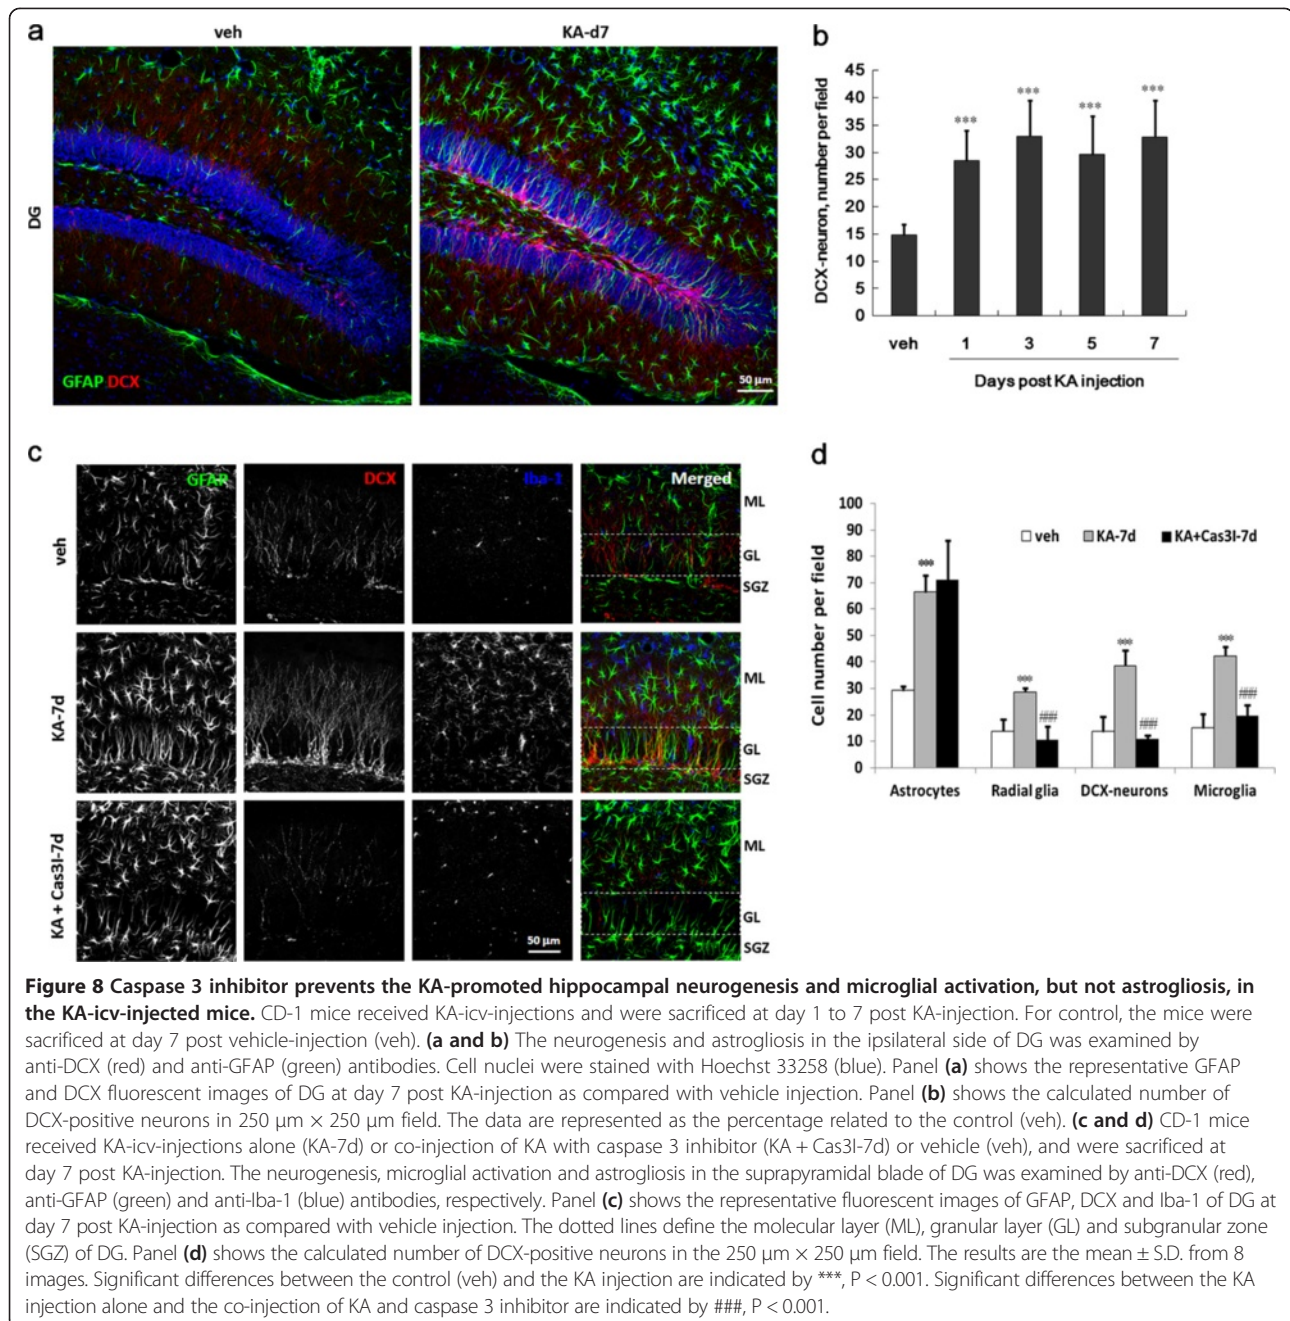 a
veh
KA-d7
DG
GFAP DCX
50 µm
b
DCX-neuron, number per field
45
40
35
30
25
20
15
10
5
0
***
***
***
***
veh
1
3
5
7
Days post KA injection
c
GFAP
DCX
Iba-1
Merged
veh
ML
GL
SGZ
KA-7d
ML
GL
SGZ
KA + Cas3I-7d
50 µm
ML
GL
SGZ
d
Cell number per field
100
90
80
70
60
50
40
30
20
10
0
veh
KA-7d
KA+Cas3I-7d
***
***
###
***
###
***
###
Astrocytes
Radial glia
DCX-neurons
Microglia
Figure 8 Caspase 3 inhibitor prevents the KA-promoted hippocampal neurogenesis and microglial activation, but not astrogliosis, in
the KA-icv-injected mice. CD-1 mice received KA-icv-injections and were sacrificed at day 1 to 7 post KA-injection. For control, the mice were
sacrificed at day 7 post vehicle-injection (veh). (a and b) The neurogenesis and astrogliosis in the ipsilateral side of DG was examined by
anti-DCX (red) and anti-GFAP (green) antibodies. Cell nuclei were stained with Hoechst 33258 (blue). Panel (a) shows the representative GFAP
and DCX fluorescent images of DG at day 7 post KA-injection as compared with vehicle injection. Panel (b) shows the calculated number of
DCX-positive neurons in 250 µm × 250 µm field. The data are represented as the percentage related to the control (veh). (c and d) CD-1 mice
received KA-icv-injections alone (KA-7d) or co-injection of KA with caspase 3 inhibitor (KA + Cas3I-7d) or vehicle (veh), and were sacrificed at
day 7 post KA-injection. The neurogenesis, microglial activation and astrogliosis in the suprapyramidal blade of DG was examined by anti-DCX (red),
anti-GFAP (green) and anti-Iba-1 (blue) antibodies, respectively. Panel (c) shows the representative fluorescent images of GFAP, DCX and Iba-1 of DG at
day 7 post KA-injection as compared with vehicle injection. The dotted lines define the molecular layer (ML), granular layer (GL) and subgranular zone
(SGZ) of DG. Panel (d) shows the calculated number of DCX-positive neurons in the 250 µm × 250 µm field. The results are the mean ± S.D. from 8
images. Significant differences between the control (veh) and the KA injection are indicated by ***, P < 0.001. Significant differences between the KA
injection alone and the co-injection of KA and caspase 3 inhibitor are indicated by ###, P < 0.001.